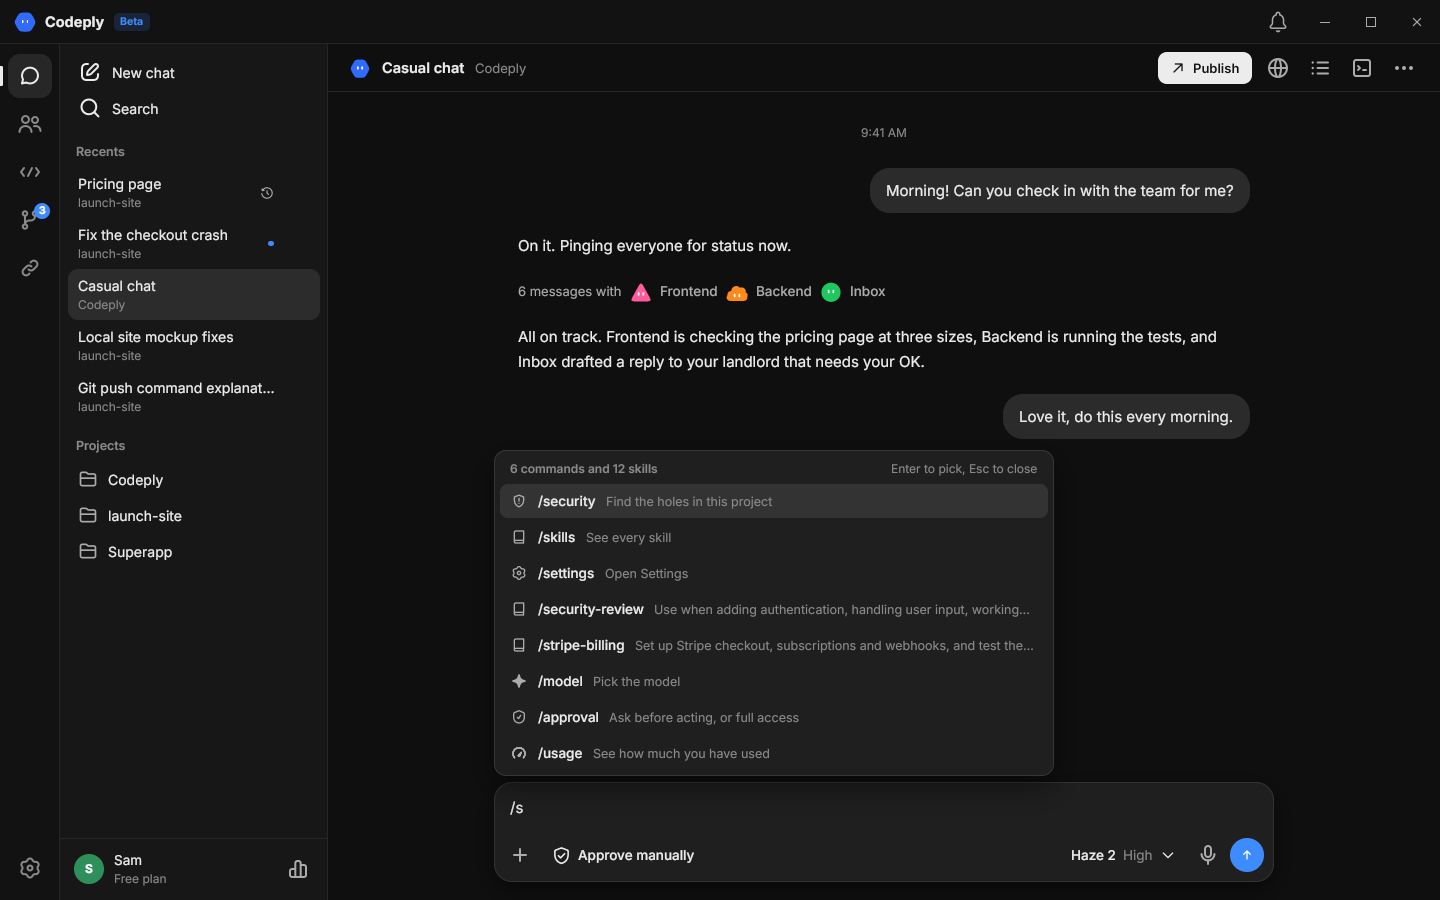 Codeply Beta
New chat
Search
Recents
Pricing page
launch-site
Fix the checkout crash
launch-site
Casual chat
Codeply
Local site mockup fixes
launch-site
Git push command explanat...
launch-site
Projects
Codeply
launch-site
Superapp
3
S
Sam
Free plan
Casual chat Codeply
Publish
9:41 AM
Morning! Can you check in with the team for me?
On it. Pinging everyone for status now.
6 messages with Frontend Backend Inbox
All on track. Frontend is checking the pricing page at three sizes, Backend is running the tests, and
Inbox drafted a reply to your landlord that needs your OK.
Love it, do this every morning.
6 commands and 12 skills Enter to pick, Esc to close
/security Find the holes in this project
/skills See every skill
/settings Open Settings
/security-review Use when adding authentication, handling user input, working...
/stripe-billing Set up Stripe checkout, subscriptions and webhooks, and test the...
/model Pick the model
/approval Ask before acting, or full access
/usage See how much you have used
/s
Approve manually
Haze 2 High